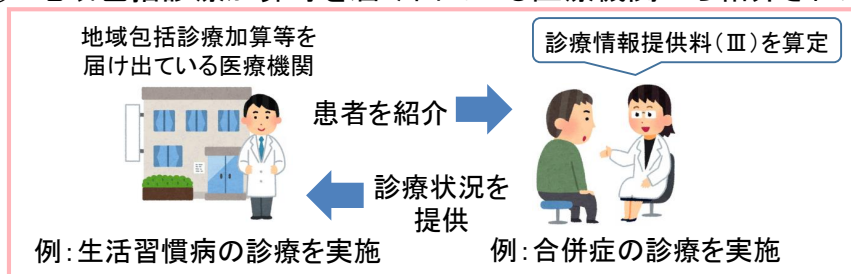 地域包括診療加算等を
届け出ている医療機関
診療情報提供料(Ⅲ)を算定
患者を紹介
診療状況を
提供
例:生活習慣病の診療を実施
例:合併症の診療を実施